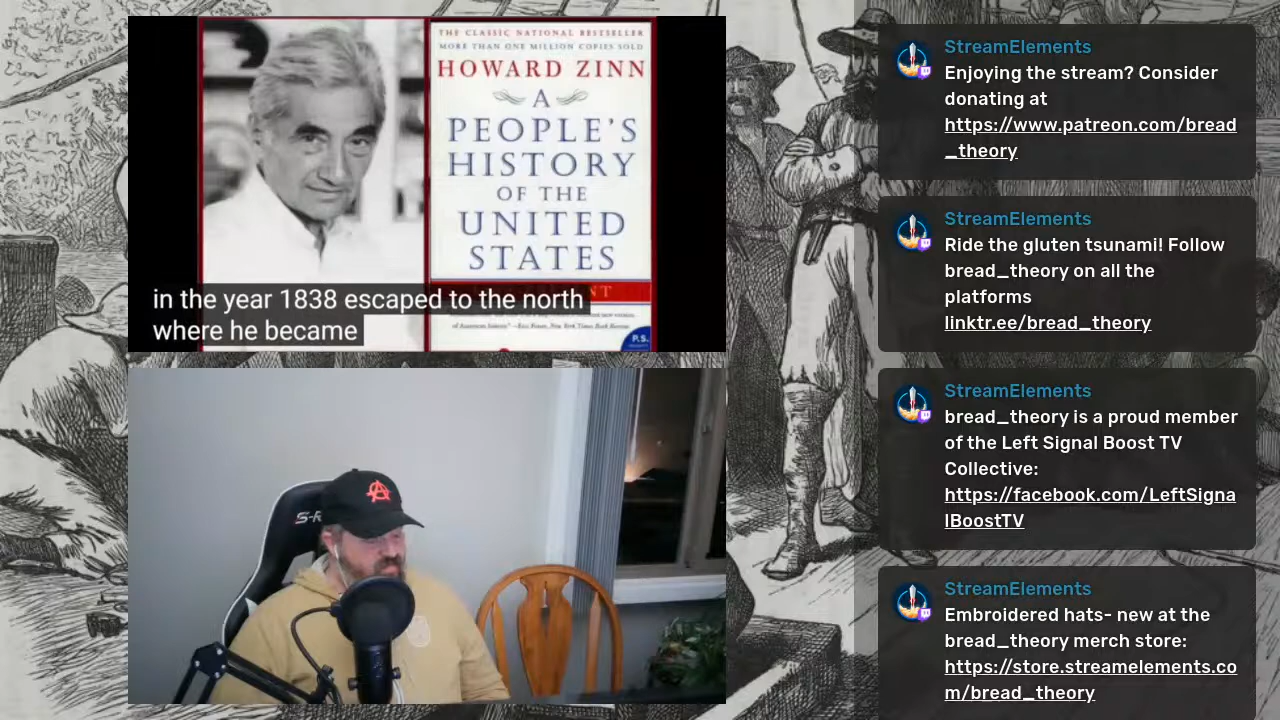 THE CLASSIC NATIONAL BESTSELLER
MORE THAN ONE MILLION COPIES SOLD
HOWARD ZINN
A
PEOPLE'S
HISTORY
OF THE
UNITED
STATES
NT
in the year 1838 escaped to the north
where he became
P.S.
StreamElements
Enjoying the stream? Consider
donating at
https://www.patreon.com/bread
_theory
StreamElements
Ride the gluten tsunami! Follow
bread_theory on all the
platforms
linktr.ee/bread_theory
StreamElements
bread_theory is a proud member
of the Left Signal Boost TV
Collective:
https://facebook.com/LeftSigna
lBoostTV
StreamElements
Embroidered hats- new at the
bread_theory merch store:
https://store.streamelements.co
m/bread_theory